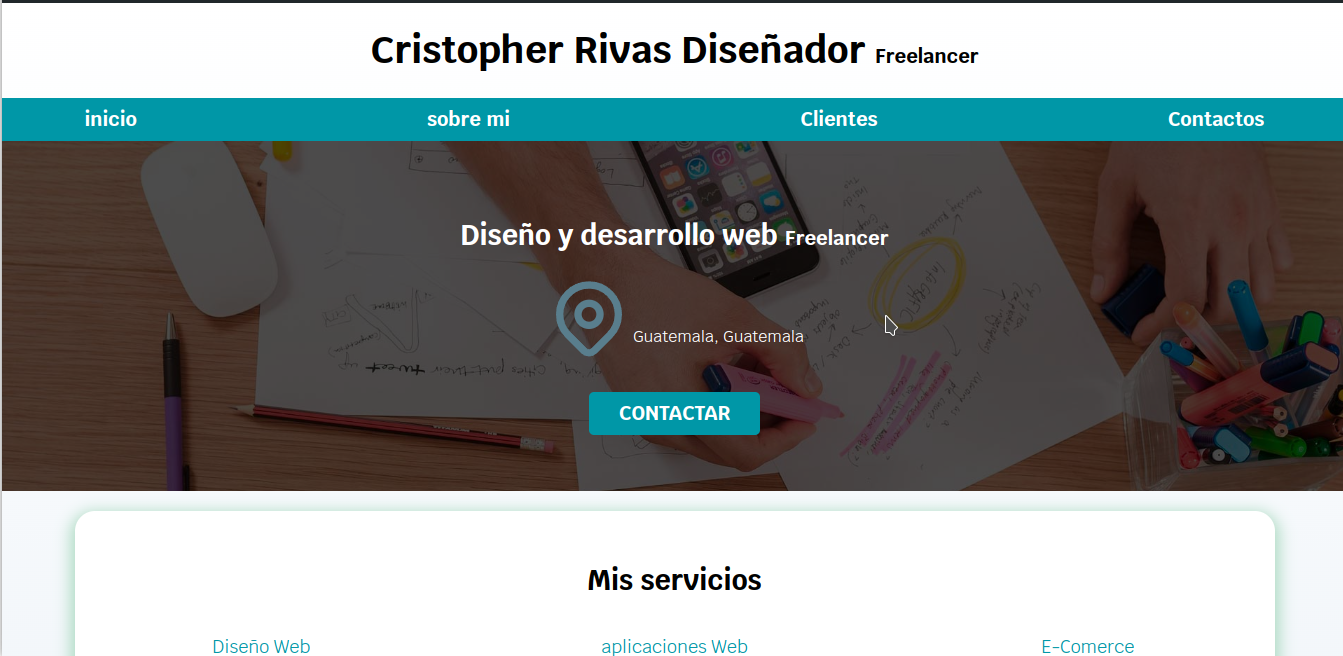 Cristopher Rivas Diseñador Freelancer
inicio sobre mi Clientes Contactos
Diseño y desarrollo web Freelancer
Guatemala, Guatemala
CONTACTAR
Mis servicios
Diseño Web aplicaciones Web E-Comerce